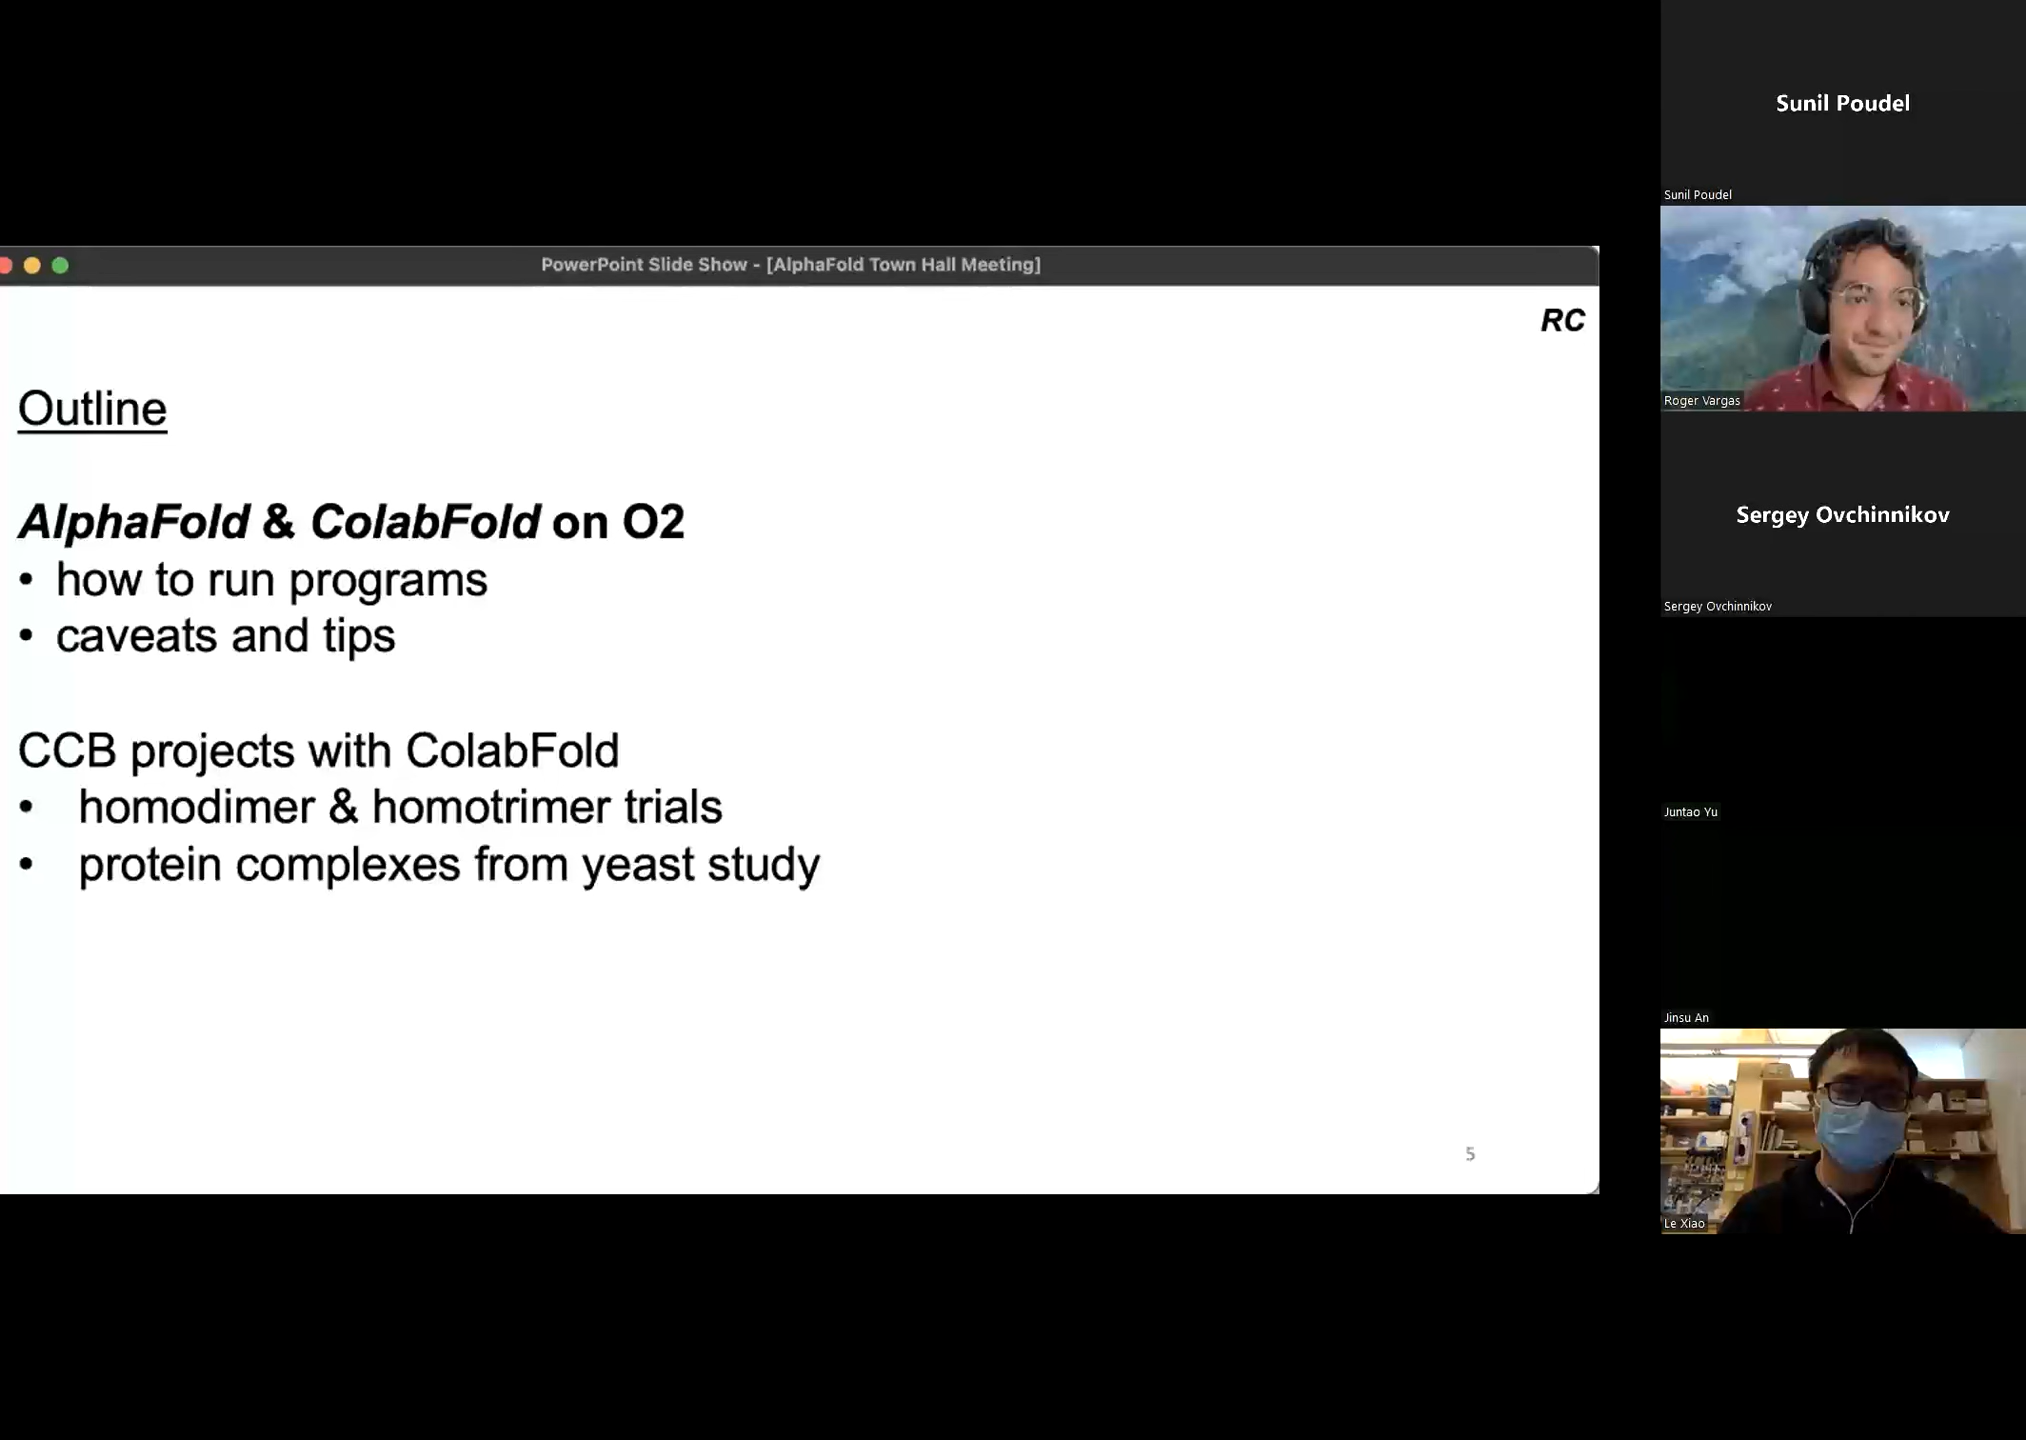 PowerPoint Slide Show - [AlphaFold Town Hall Meeting]
RC
Outline
AlphaFold & ColabFold on O2
• how to run programs
• caveats and tips
CCB projects with ColabFold
• homodimer & homotrimer trials
• protein complexes from yeast study
5
Sunil Poudel
Sunil Poudel
Roger Vargas
Sergey Ovchinnikov
Sergey Ovchinnikov
Juntao Yu
Jinsu An
Le Xiao